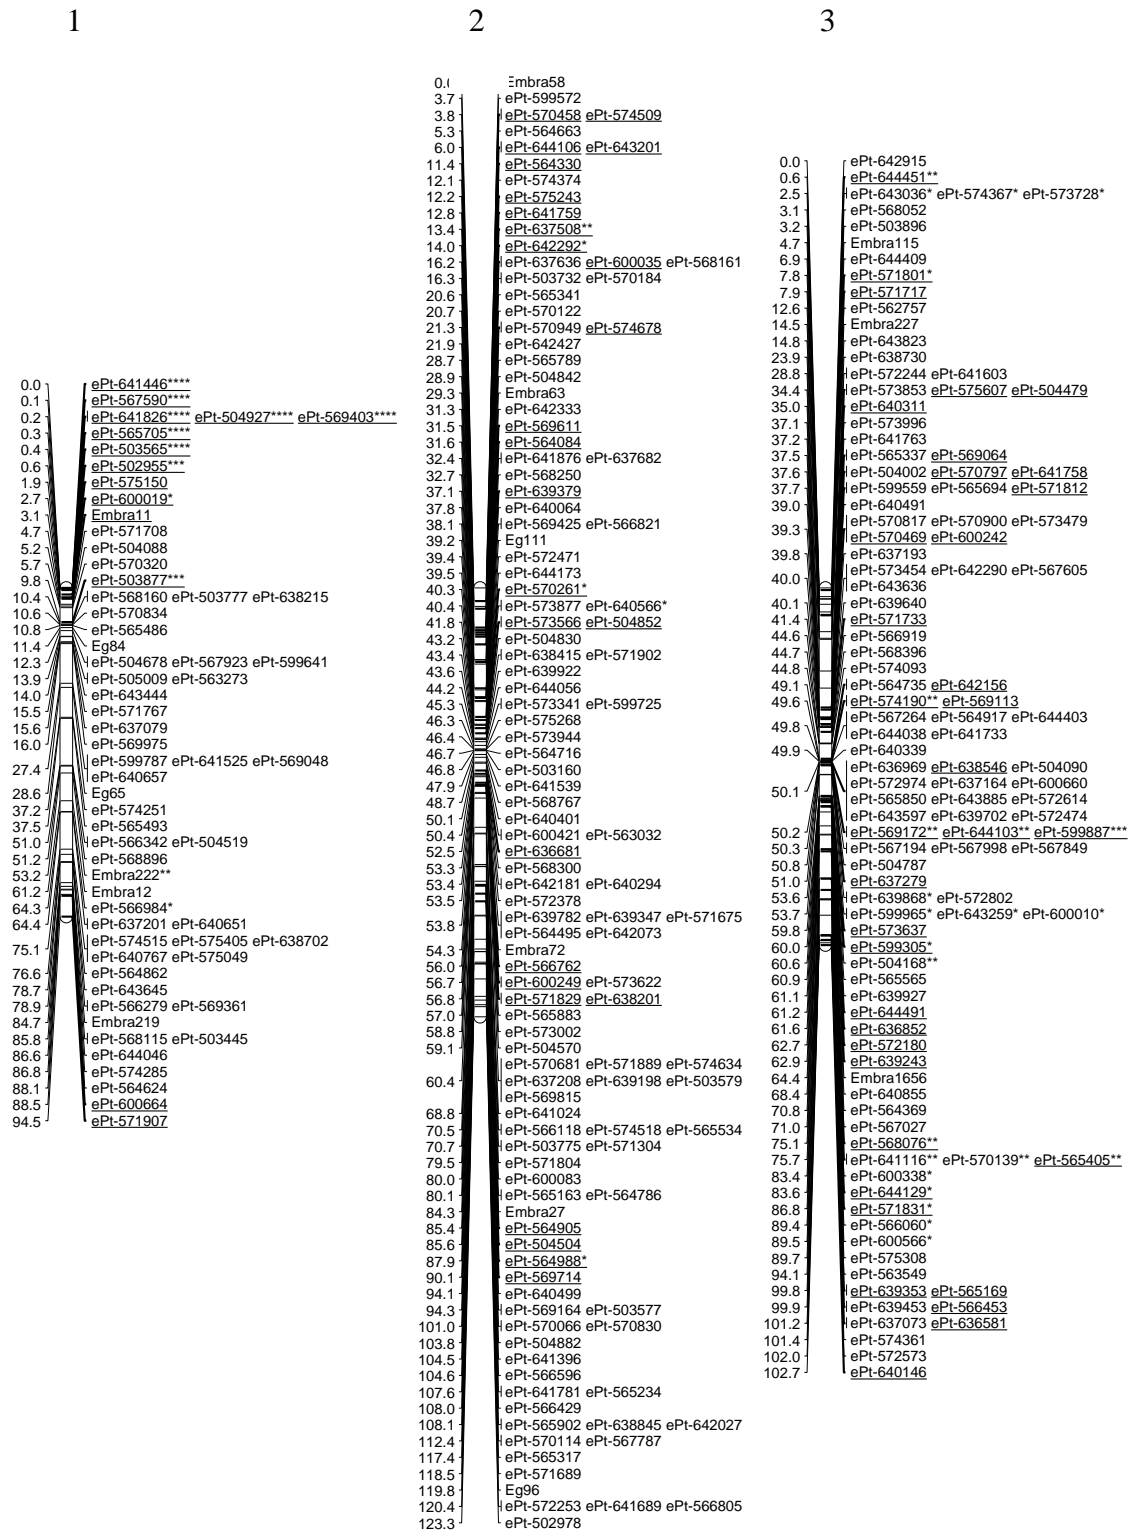 1
0.0 ePt-641446****
0.1 ePt-567590****
0.2 ePt-641826**** ePt-504927**** ePt-569403****
0.3 ePt-565705****
0.4 ePt-503565****
0.6 ePt-502955***
1.9 ePt-575150
2.7 ePt-600019*
3.1 Embra11
4.7 ePt-571708
5.2 ePt-504088
5.7 ePt-570320
9.8 ePt-503877***
10.4 ePt-568160 ePt-503777 ePt-638215
10.6 ePt-570834
10.8 ePt-565486
11.4 Eg84
12.3 ePt-504678 ePt-567923 ePt-599641
13.9 ePt-505009 ePt-563273
14.0 ePt-643444
15.5 ePt-571767
15.6 ePt-637079
16.0 ePt-569975
27.4 ePt-599787 ePt-641525 ePt-569048
ePt-640657
28.6 Eg65
37.2 ePt-574251
37.5 ePt-565493
51.0 ePt-566342 ePt-504519
51.2 ePt-568896
53.2 Embra222**
61.2 Embra12
64.3 ePt-566984*
64.4 ePt-637201 ePt-640651
75.1 ePt-574515 ePt-575405 ePt-638702
ePt-640767 ePt-575049
76.6 ePt-564862
78.7 ePt-643645
78.9 ePt-566279 ePt-569361
84.7 Embra219
85.8 ePt-568115 ePt-503445
86.6 ePt-644046
86.8 ePt-574285
88.1 ePt-564624
88.5 ePt-600664
94.5 ePt-571907
2
0.( Embra58
3.7 ePt-599572
3.8 ePt-570458 ePt-574509
5.3 ePt-564663
6.0 ePt-644106 ePt-643201
11.4 ePt-564330
12.1 ePt-574374
12.2 ePt-575243
12.8 ePt-641759
13.4 ePt-637508**
14.0 ePt-642292*
16.2 ePt-637636 ePt-600035 ePt-568161
16.3 ePt-503732 ePt-570184
20.6 ePt-565341
20.7 ePt-570122
21.3 ePt-570949 ePt-574678
21.9 ePt-642427
28.7 ePt-565789
28.9 ePt-504842
29.3 Embra63
31.3 ePt-642333
31.5 ePt-569611
31.6 ePt-564084
32.4 ePt-641876 ePt-637682
32.7 ePt-568250
37.1 ePt-639379
37.8 ePt-640064
38.1 ePt-569425 ePt-566821
39.2 Eg111
39.4 ePt-572471
39.5 ePt-644173
40.3 ePt-570261*
40.4 ePt-573877 ePt-640566*
41.8 ePt-573566 ePt-504852
43.2 ePt-504830
43.4 ePt-638415 ePt-571902
43.6 ePt-639922
44.2 ePt-644056
45.3 ePt-573341 ePt-599725
46.3 ePt-575268
46.4 ePt-573944
46.7 ePt-564716
46.8 ePt-503160
47.9 ePt-641539
48.7 ePt-568767
50.1 ePt-640401
50.4 ePt-600421 ePt-563032
52.5 ePt-636681
53.3 ePt-568300
53.4 ePt-642181 ePt-640294
53.5 ePt-572378
53.8 ePt-639782 ePt-639347 ePt-571675
ePt-564495 ePt-642073
54.3 Embra72
56.0 ePt-566762
56.7 ePt-600249 ePt-573622
56.8 ePt-571829 ePt-638201
57.0 ePt-565883
58.8 ePt-573002
59.1 ePt-504570
ePt-570681 ePt-571889 ePt-574634
60.4 ePt-637208 ePt-639198 ePt-503579
ePt-569815
68.8 ePt-641024
70.5 ePt-566118 ePt-574518 ePt-565534
70.7 ePt-503775 ePt-571304
79.5 ePt-571804
80.0 ePt-600083
80.1 ePt-565163 ePt-564786
84.3 Embra27
85.4 ePt-564905
85.6 ePt-504504
87.9 ePt-564988*
90.1 ePt-569714
94.1 ePt-640499
94.3 ePt-569164 ePt-503577
101.0 ePt-570066 ePt-570830
103.5 ePt-504882
104.5 ePt-641396
104.6 ePt-566596
107.6 ePt-641781 ePt-565234
108.0 ePt-566429
108.1 ePt-565902 ePt-638845 ePt-642027
112.4 ePt-570114 ePt-567787
117.4 ePt-565317
118.5 ePt-571689
119.8 Eg96
120.4 ePt-572253 ePt-641689 ePt-566805
123.3 ePt-502978
3
0.0 ePt-642915
0.6 ePt-644451**
2.5 ePt-643036* ePt-574367* ePt-573728*
3.1 ePt-568052
3.2 ePt-503896
4.7 Embra115
6.9 ePt-644409
7.8 ePt-571801*
7.9 ePt-571717
12.6 ePt-562757
14.5 Embra227
14.8 ePt-643823
23.9 ePt-638730
28.8 ePt-572244 ePt-641603
34.4 ePt-573853 ePt-575607 ePt-504479
35.0 ePt-640311
37.1 ePt-573996
37.2 ePt-641763
37.5 ePt-565337 ePt-569064
37.6 ePt-504002 ePt-570797 ePt-641758
37.7 ePt-599559 ePt-565694 ePt-571812
39.0 ePt-640491
39.3 ePt-570817 ePt-570900 ePt-573479
ePt-570469 ePt-600242
39.8 ePt-637193
40.0 ePt-573454 ePt-642290 ePt-567605
ePt-643636
40.1 ePt-639640
41.4 ePt-571733
44.6 ePt-566919
44.7 ePt-568396
44.8 ePt-574093
49.1 ePt-564735 ePt-642156
49.6 ePt-574190** ePt-569113
49.8 ePt-567264 ePt-564917 ePt-644403
ePt-644038 ePt-641733
49.9 ePt-640339
ePt-636969 ePt-638546 ePt-504090
50.1 ePt-572974 ePt-637164 ePt-600660
ePt-565850 ePt-643885 ePt-572614
ePt-643597 ePt-639702 ePt-572474
50.2 ePt-569172** ePt-644103** ePt-599887***
50.3 ePt-567194 ePt-567998 ePt-567849
50.8 ePt-504787
51.0 ePt-637279
53.6 ePt-639868* ePt-572802
53.7 ePt-599965* ePt-643259* ePt-600010*
59.8 ePt-573637
60.0 ePt-599305*
60.6 ePt-504168**
60.9 ePt-565565
61.1 ePt-639927
61.2 ePt-644491
61.6 ePt-636852
62.7 ePt-572180
62.9 ePt-639243
64.4 Embra1656
68.4 ePt-640855
70.8 ePt-564369
71.0 ePt-567027
75.1 ePt-568076**
75.7 ePt-641116** ePt-570139** ePt-565405**
83.4 ePt-600338*
83.6 ePt-644129*
86.8 ePt-571831*
89.4 ePt-566060*
89.5 ePt-600566*
89.7 ePt-575308
94.1 ePt-563549
99.8 ePt-639353 ePt-565169
99.9 ePt-639453 ePt-566453
101.2 ePt-637073 ePt-636581
101.4 ePt-574361
102.0 ePt-572573
102.7 ePt-640146